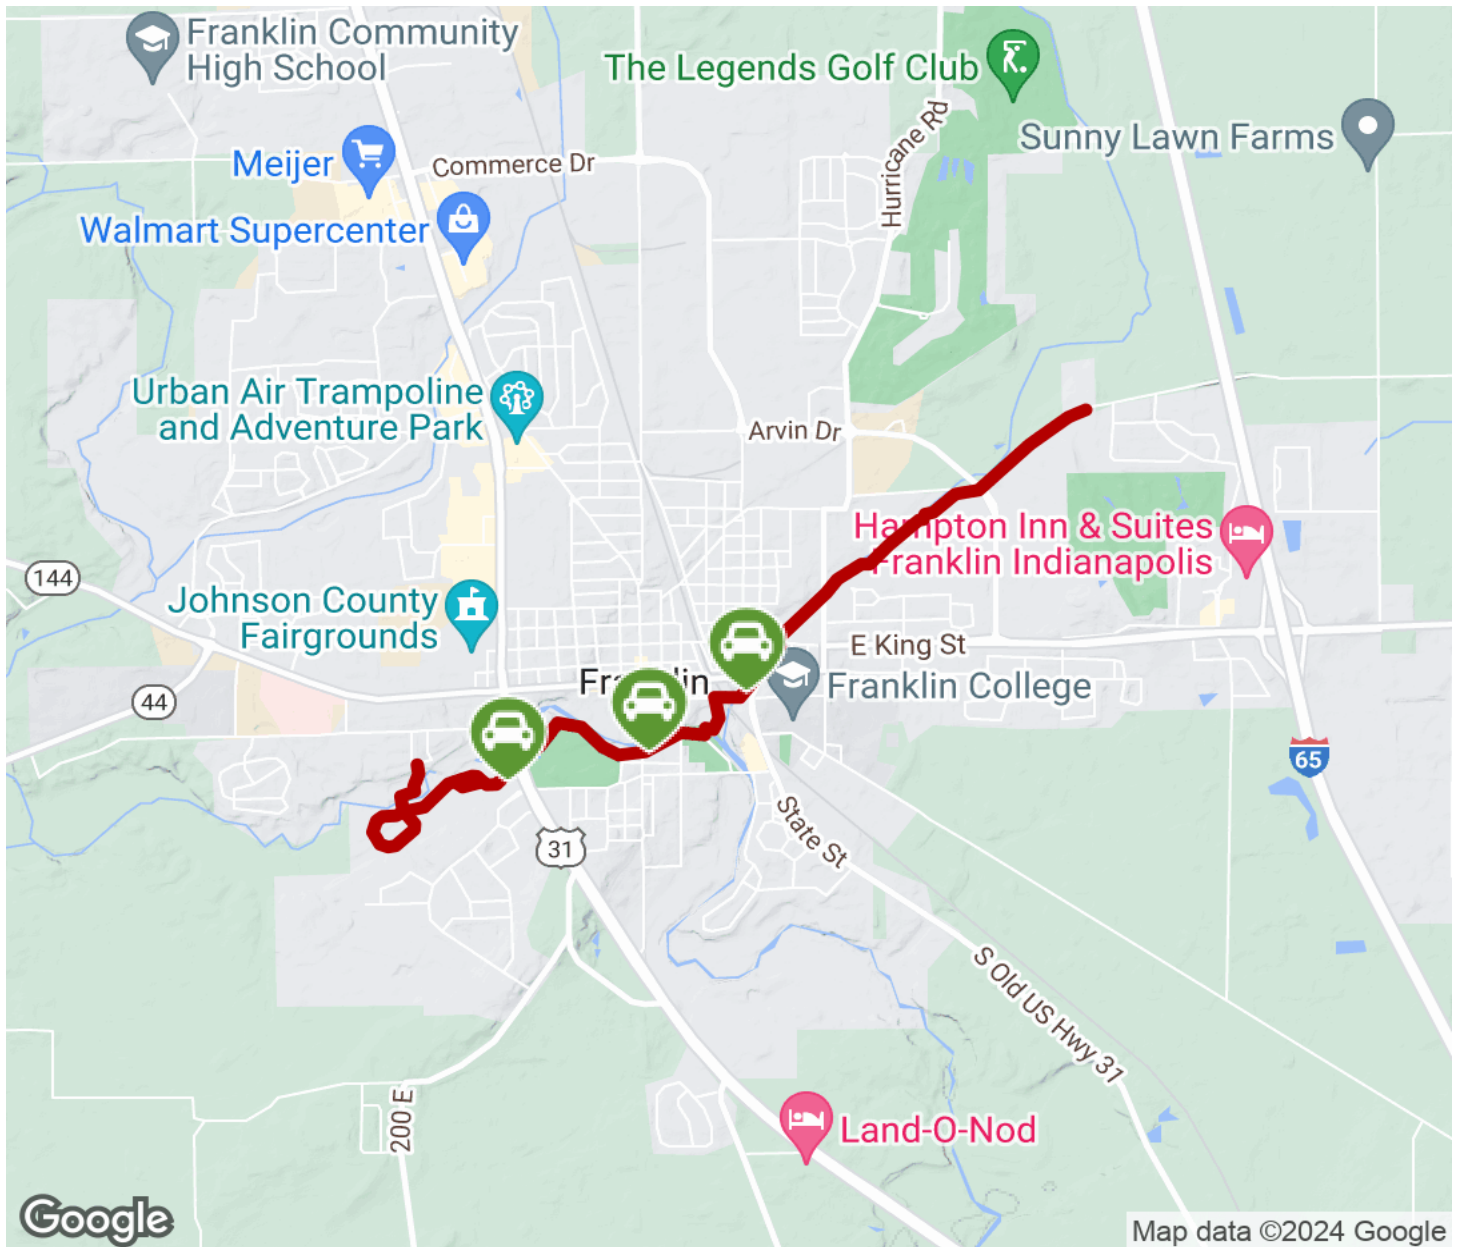 Franklin Community
High School
The Legends Golf Club
Sunny Lawn Farms
Hurricane Rd
Meijer
Commerce Dr
Walmart Supercenter
Urban Air Trampoline
and Adventure Park
Arvin Dr
Hampton Inn & Suites
Franklin Indianapolis
144
Johnson County
Fairgrounds
E King St
Franklin
Franklin College
44
65
31
State St
S Old US Hwy 31
200 E
Land-O-Nod
Google
Map data ©2024 Google